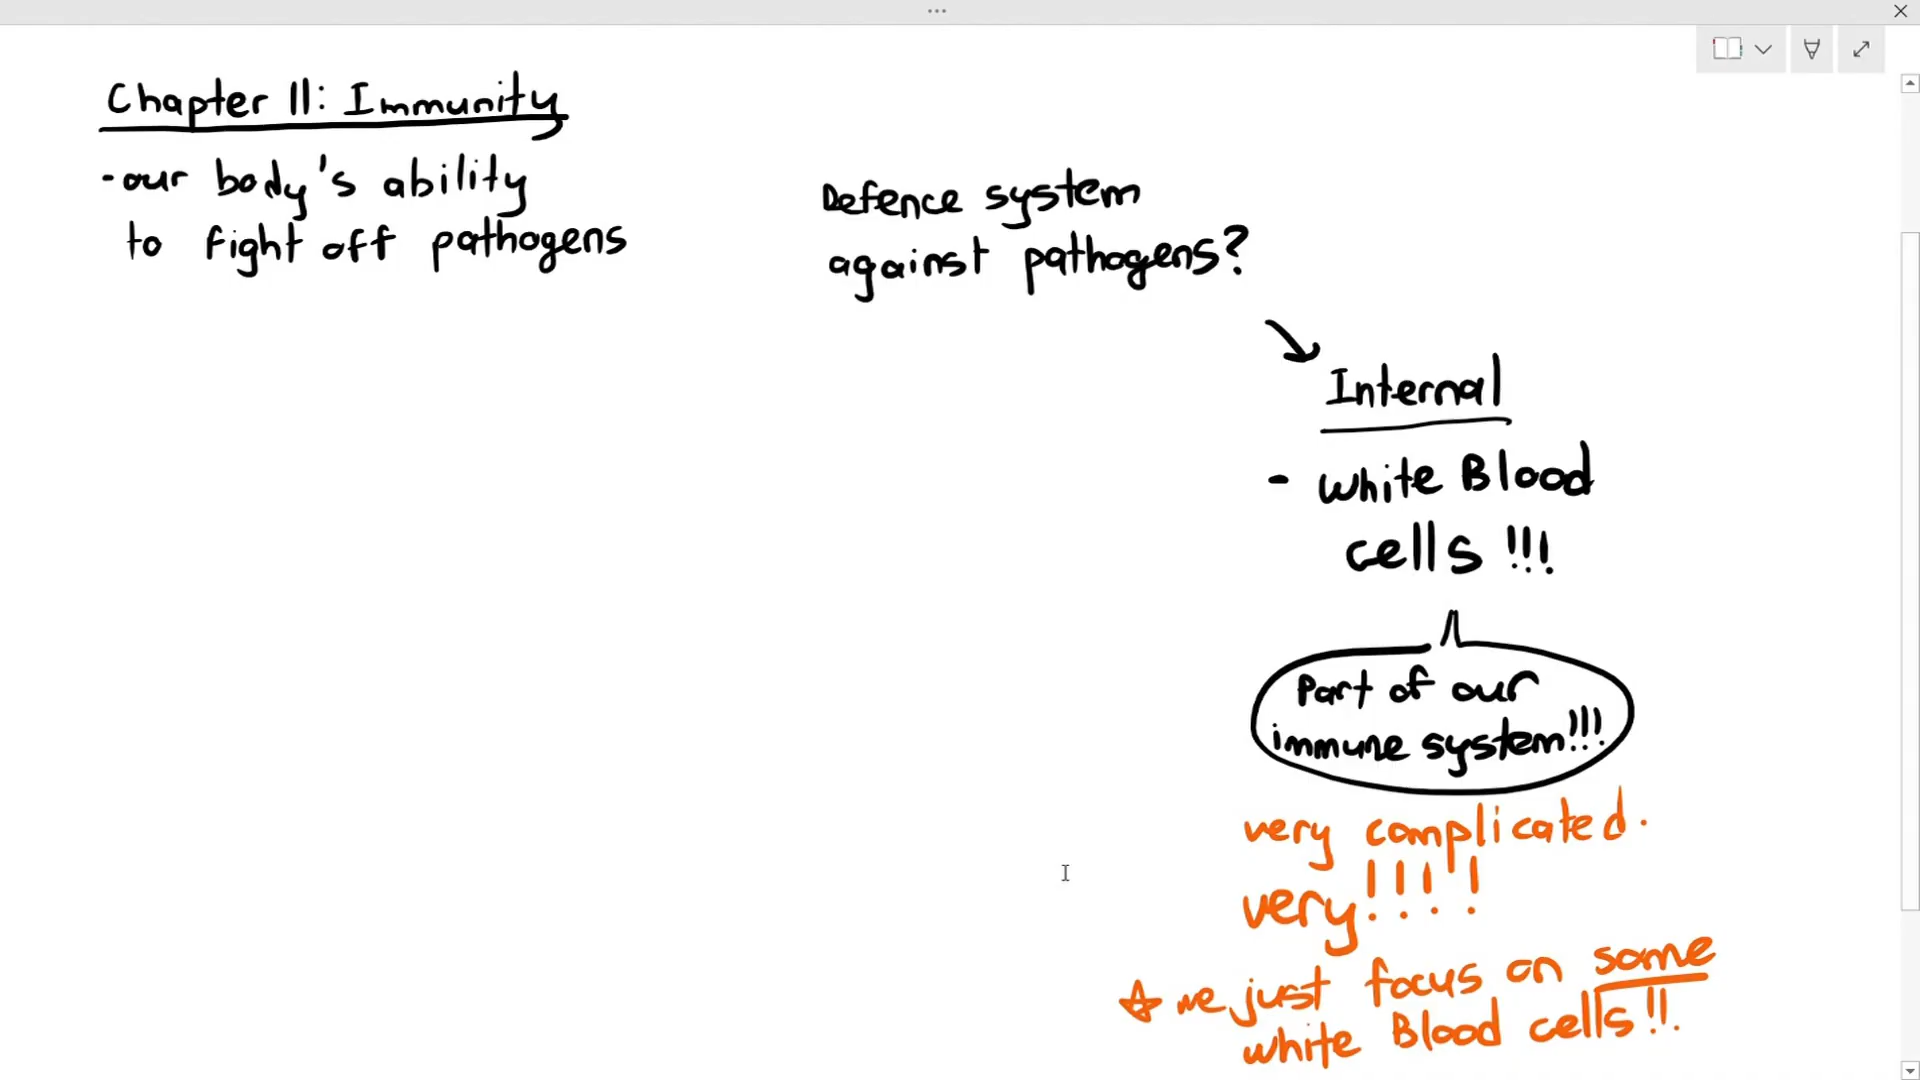 Chapter 11: Immunity
- our body's ability
to fight off pathogens
Defence system
against pathogens?
Internal
- white Blood
cells !!!
Part of our
immune system!!!
very complicated.
very!!!!
☆ we just focus on some
white Blood cells!!